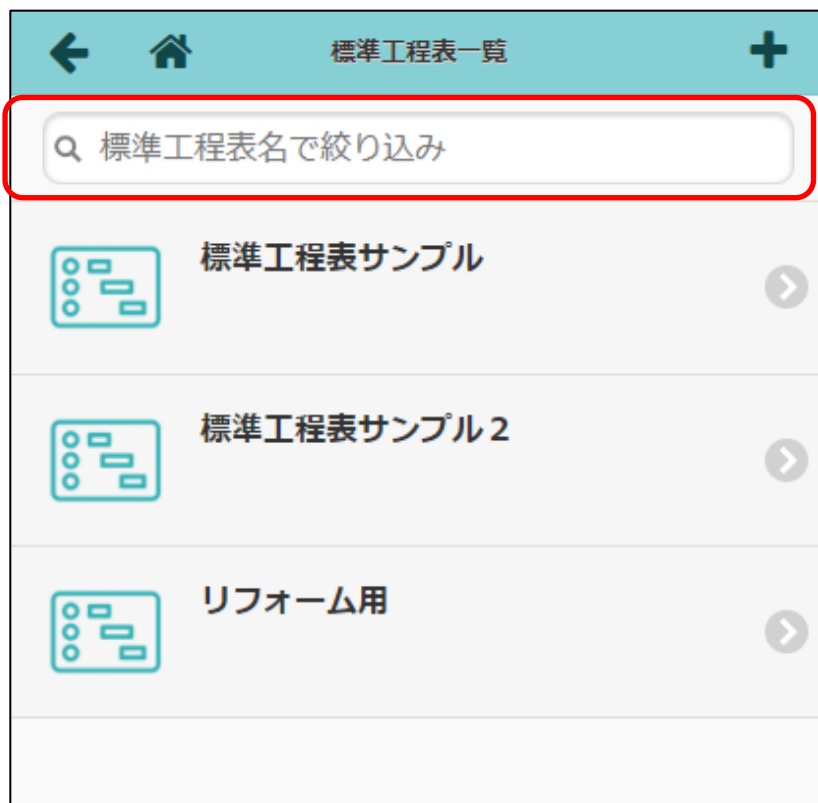 標準工程表一覧
標準工程表名で絞り込み
標準工程表サンプル
標準工程表サンプル２
リフォーム用